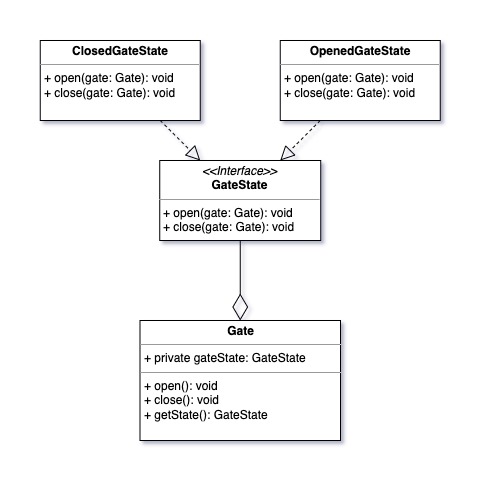 ClosedGateState
+ open(gate: Gate): void
+ close(gate: Gate): void
OpenedGateState
+ open(gate: Gate): void
+ close(gate: Gate): void
<<Interface>>
GateState
+ open(gate: Gate): void
+ close(gate: Gate): void
Gate
+ private gateState: GateState
+ open(): void
+ close(): void
+ getState(): GateState